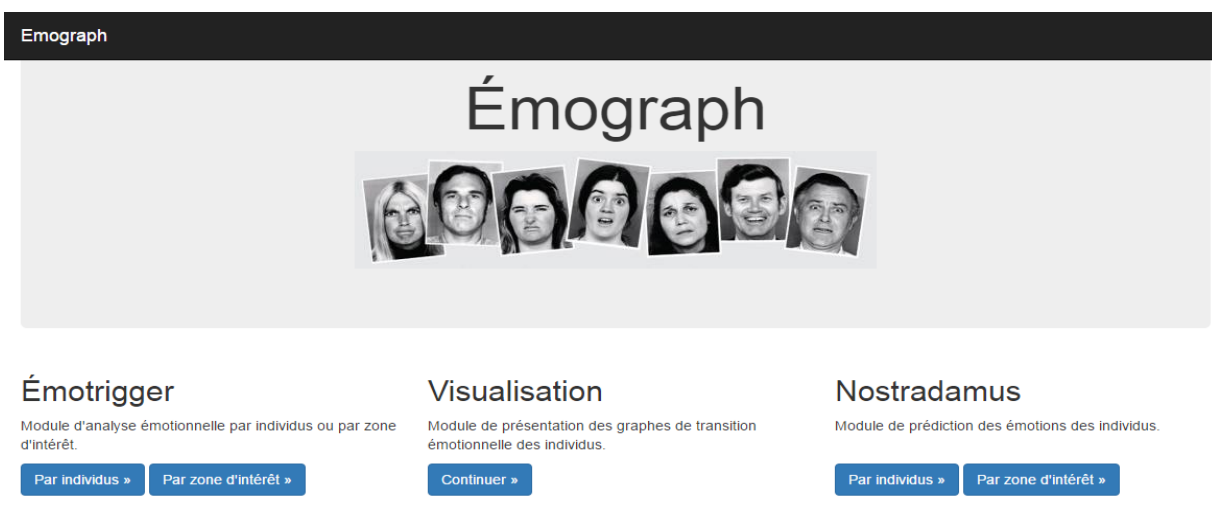 Emograph
Émograph
Émotrigger
Module d'analyse émotionnelle par individus ou par zone
d'intérêt.
Par individus »
Par zone d'intérêt »
Visualisation
Module de présentation des graphes de transition
émotionnelle des individus.
Continuer »
Nostradamus
Module de prédiction des émotions des individus.
Par individus »
Par zone d'intérêt »